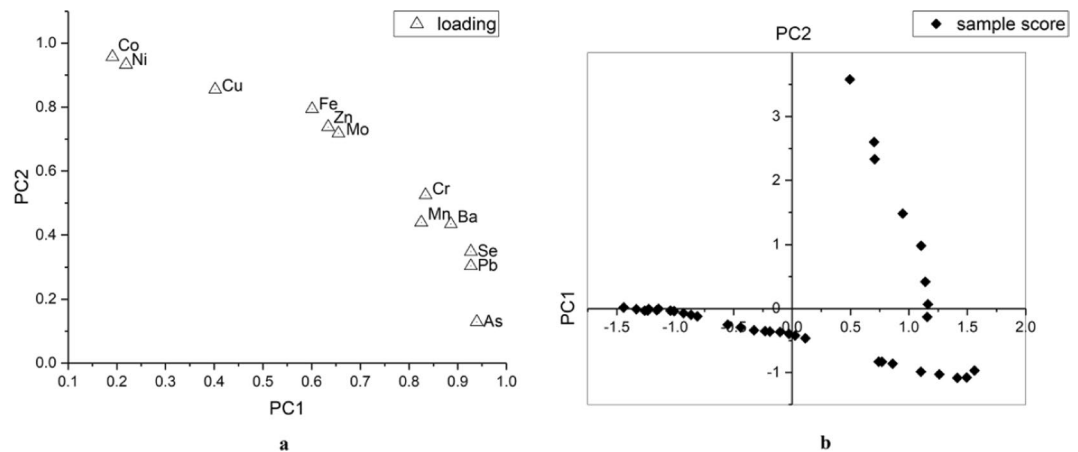 loading
1.0
0.8
0.6
0.4
0.2
0.0
PC2
Co
Ni
Cu
Fe
Zn
Mo
Cr
Mn
Ba
Se
Pb
As
0.1 0.2 0.3 0.4 0.5 0.6 0.7 0.8 0.9 1.0
PC1
a
sample score
PC2
3
2
1
0
-1
PC1
-1.5 -1.0 -0.5 0.0 0.5 1.0 1.5 2.0
b